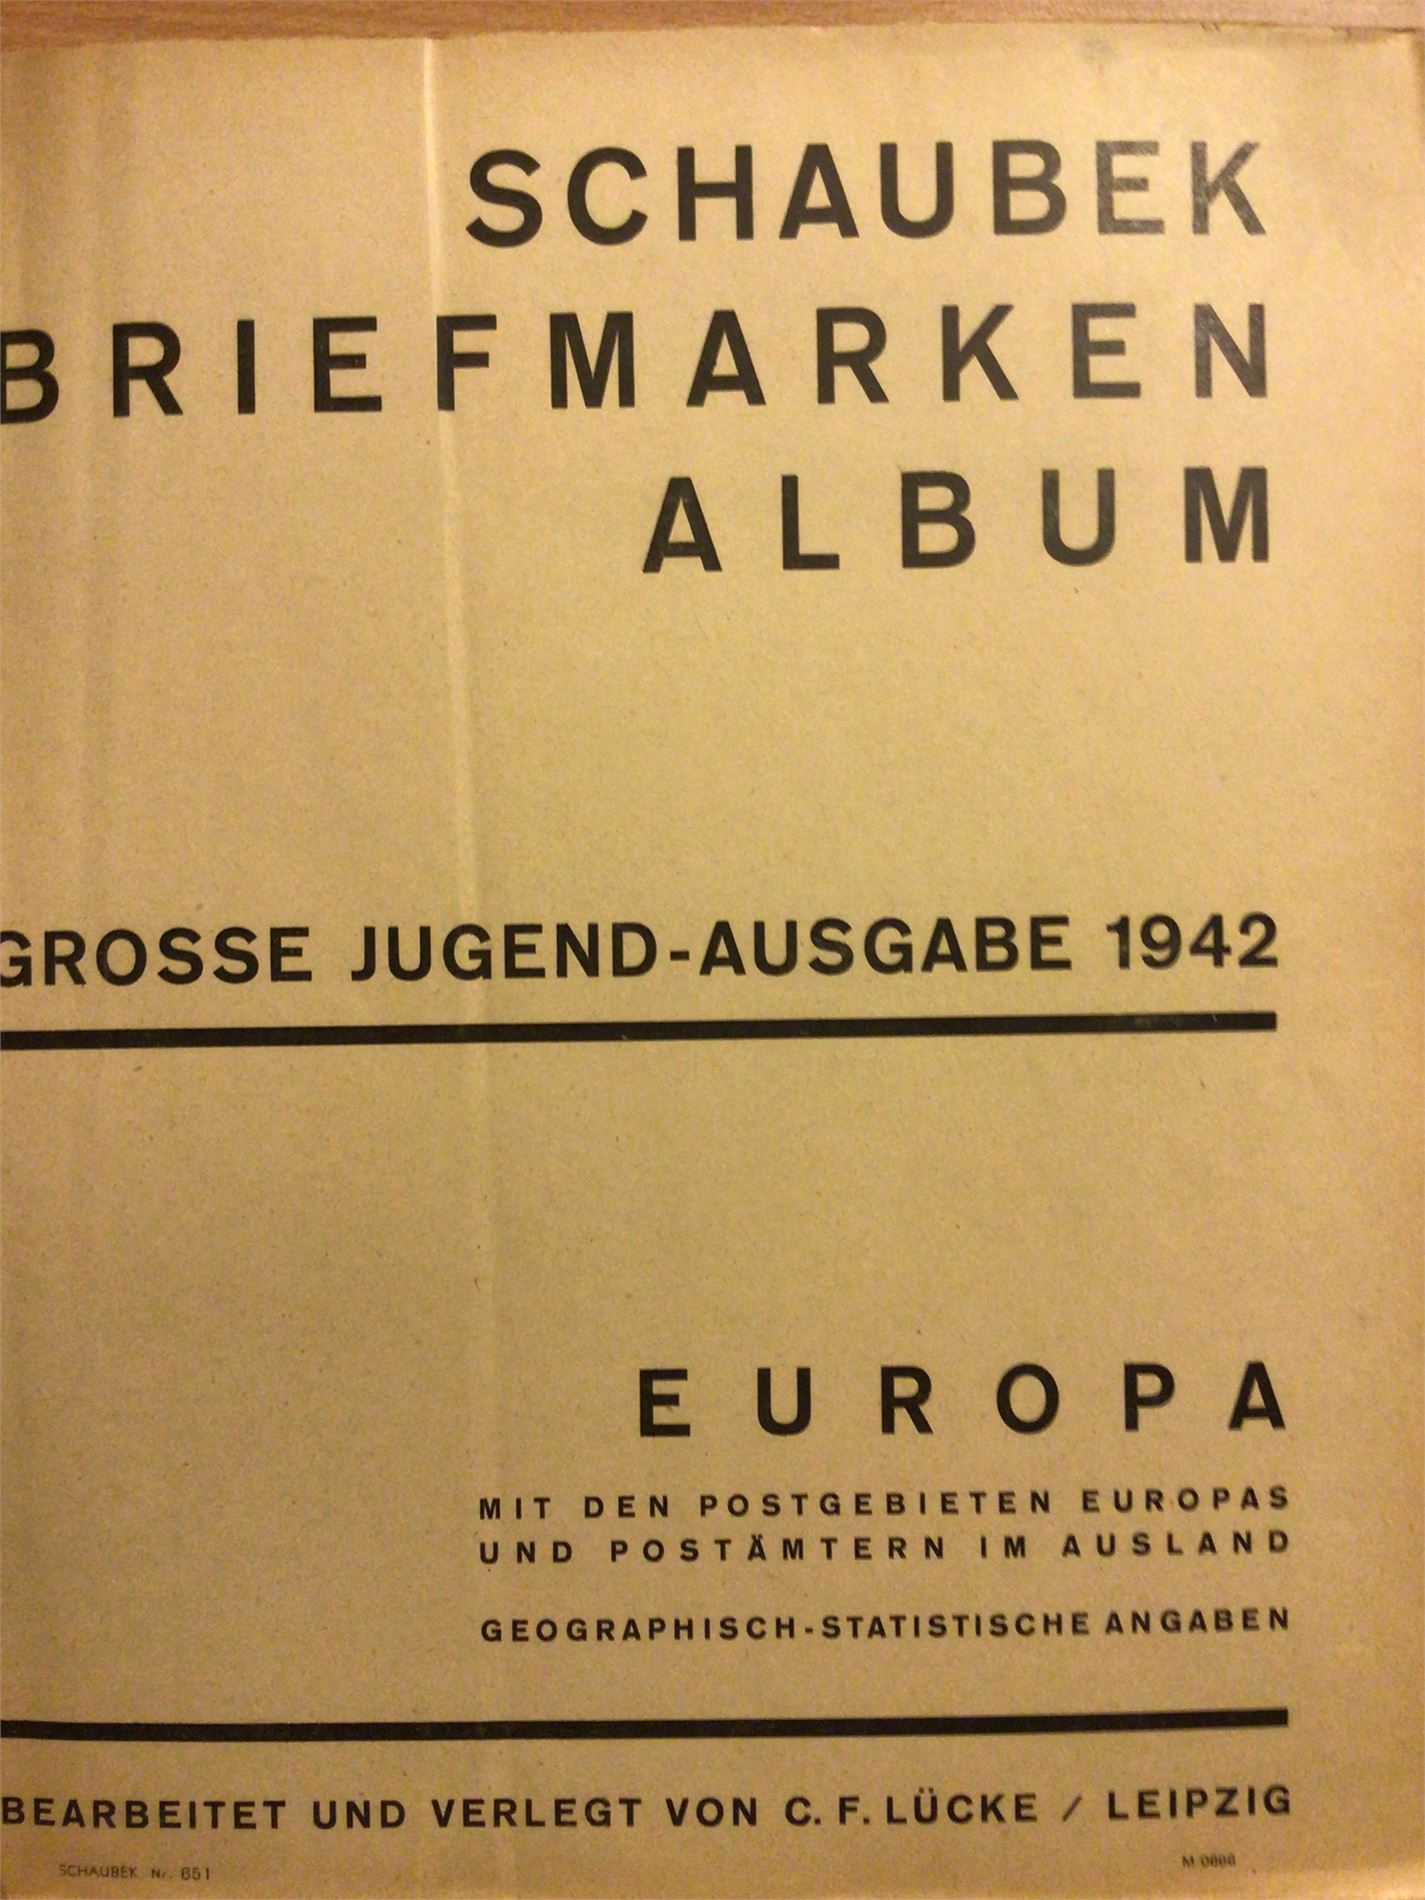 SCHAUBEK
BRIEFMARKEN
ALBUM
GROSSE JUGEND-AUSGABE 1942
EUROPA
MIT DEN POSTGEBIETEN EUROPAS
UND POSTÄMTERN IM AUSLAND
GEOGRAPHISCH-STATISTISCHE ANGABEN
BEARBEITET UND VERLEGT VON C. F. LÜCKE / LEIPZIG
SCHAUBEK Nr. 651
M